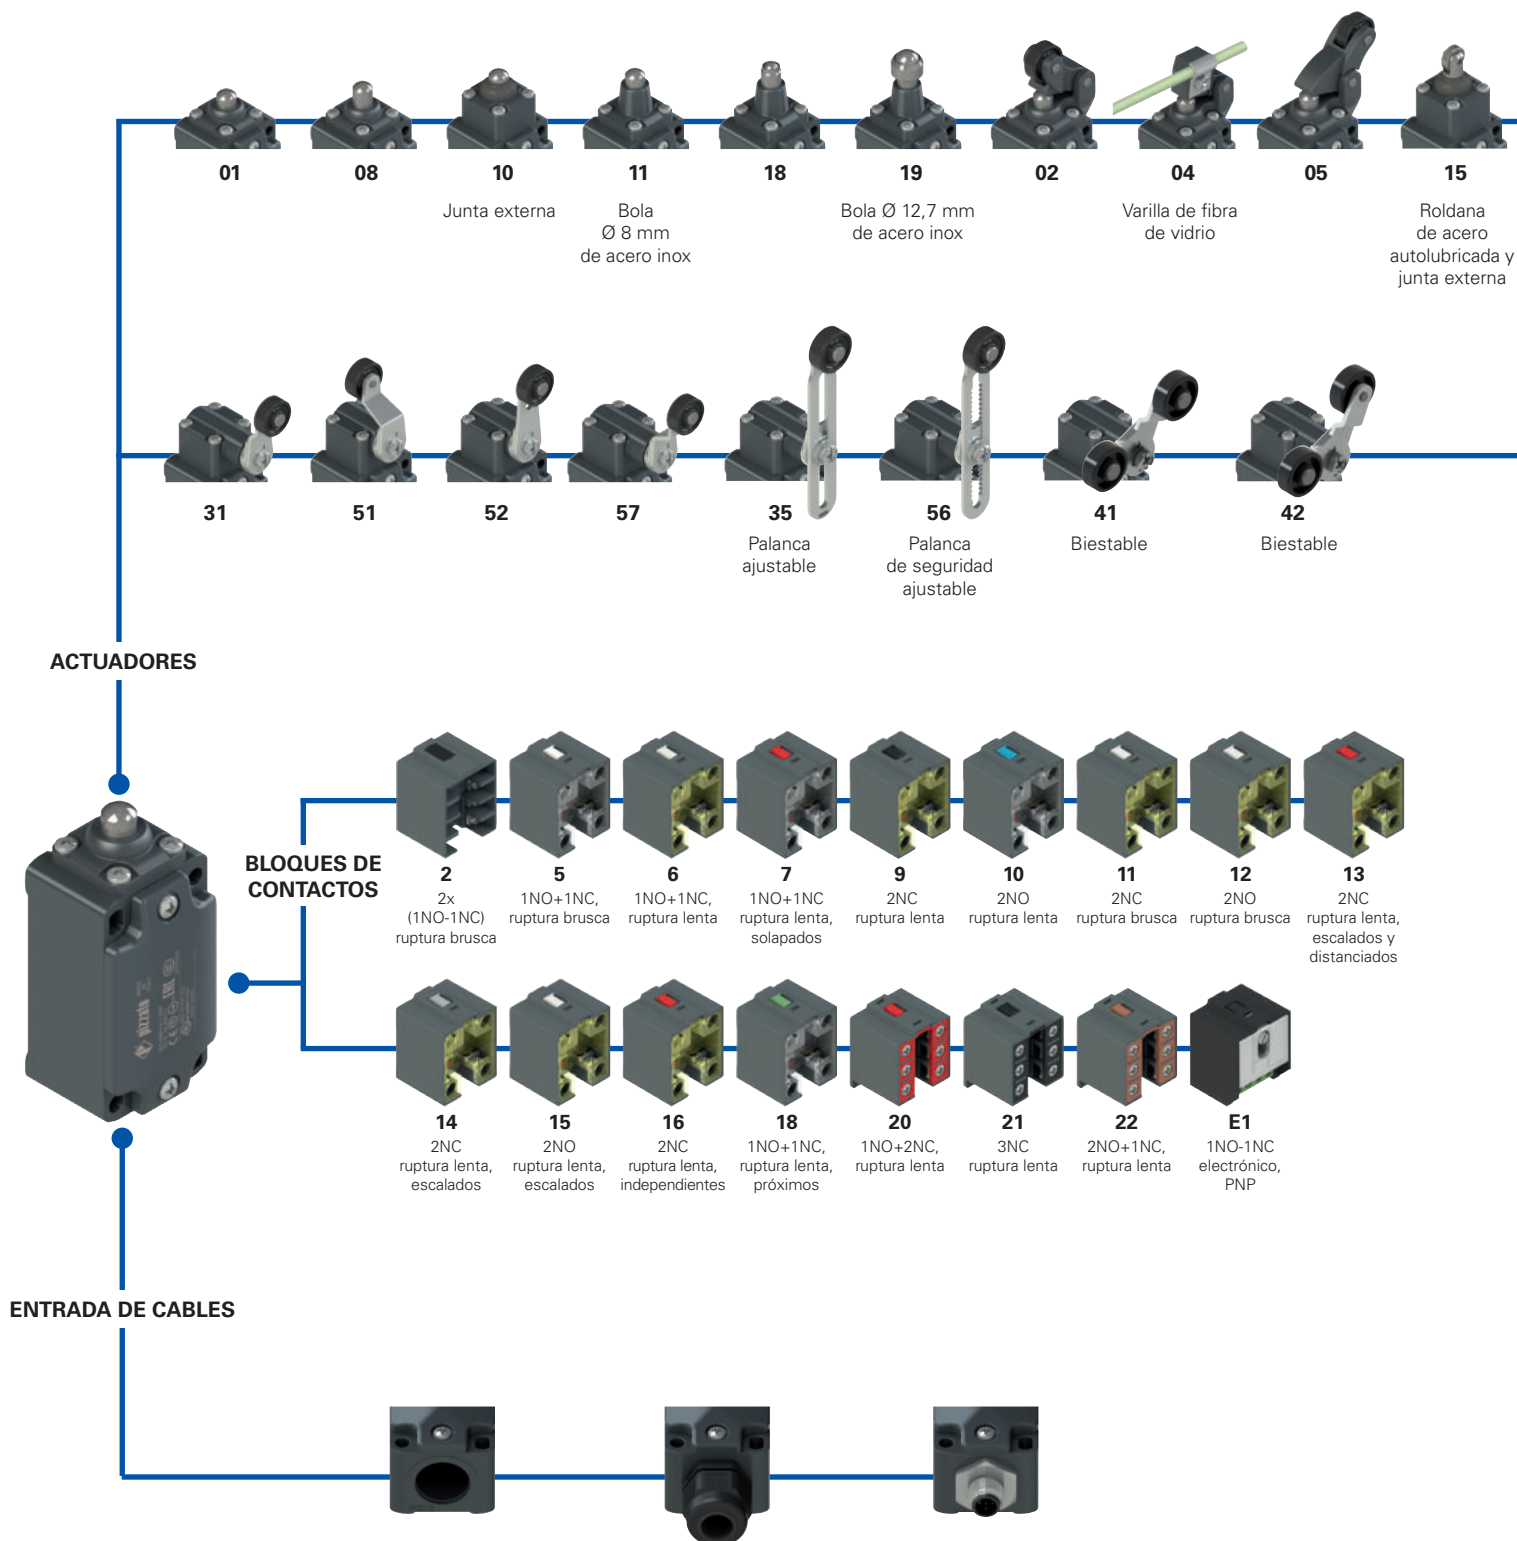 01 08 10 11 18 19 02 04 05 15
Junta externa
Bola
Ø 8 mm
de acero inox
Bola Ø 12,7 mm
de acero inox
Varilla de fibra
de vidrio
Roldana
de acero
autolubricada y
junta externa
31 51 52 57 35 56 41 42
Palanca
ajustable
Palanca
de seguridad
ajustable
Biestable
Biestable
ACTUADORES
BLOQUES DE
CONTACTOS
2
2x
(1NO-1NC)
ruptura brusca
5
1NO+1NC,
ruptura brusca
6
1NO+1NC,
ruptura lenta
7
1NO+1NC
ruptura lenta,
solapados
9
2NC
ruptura lenta
10
2NO
ruptura lenta
11
2NC
ruptura brusca
12
2NO
ruptura brusca
13
2NC
ruptura lenta,
escalados y
distanciados
pizzato
14
2NC
ruptura lenta,
escalados
15
2NO
ruptura lenta,
escalados
16
2NC
ruptura lenta,
independientes
18
1NO+1NC,
ruptura lenta,
próximos
20
1NO+2NC,
ruptura lenta
21
3NC
ruptura lenta
22
2NO+1NC,
ruptura lenta
E1
1NO-1NC
electrónico,
PNP
ENTRADA DE CABLES